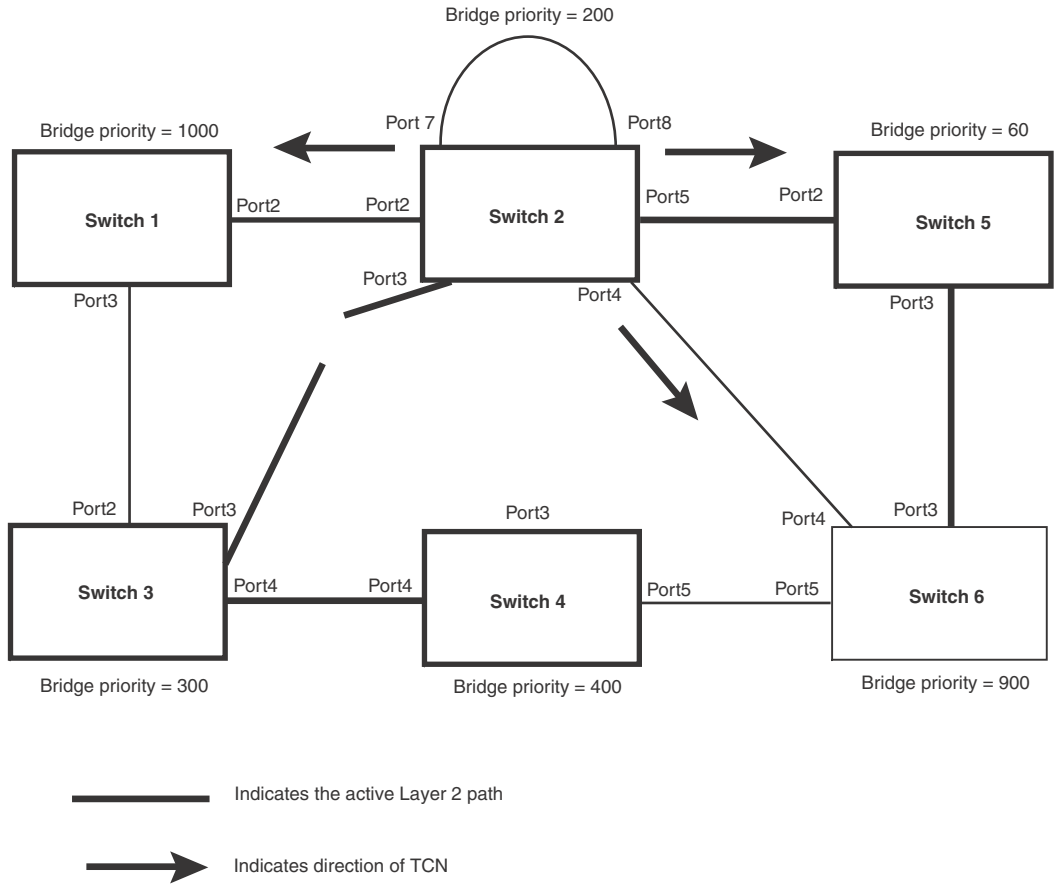 Bridge priority = 200
Port 7
Port8
Bridge priority = 1000
Bridge priority = 60
Switch 1
Port2
Port2
Switch 2
Port5
Port2
Switch 5
Port3
Port3
Port4
Port3
Port2
Port3
Port3
Port4
Port3
Switch 3
Port4
Port4
Switch 4
Port5
Port5
Switch 6
Bridge priority = 300
Bridge priority = 400
Bridge priority = 900
Indicates the active Layer 2 path
Indicates direction of TCN